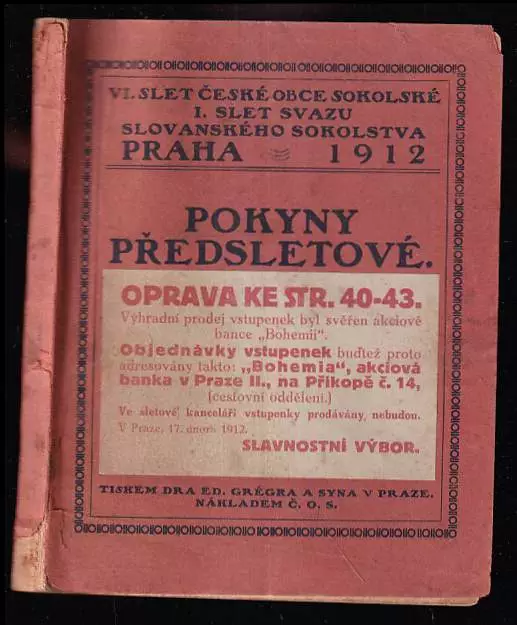 VI. SLET ČESKÉ OBCE SOKOLSKÉ
I. SLET SVAZU
SLOVANSKÉHO SOKOLSTVA
PRAHA 1912
POKYNY
PŘEDSLETOVÉ.
OPRAVA KE STR. 40-43.
Výhradní prodej vstupenek byl svěřen akciové
bance „Bohemii".
Objednávky vstupenek buďtež proto
adresovány takto: „Bohemia", akciová
banka v Praze II., na Příkopě č. 14,
(cestovní oddělení.)
Ve sletové kanceláři vstupenky prodávány nebudou.
V Praze, 17. února 1912.
SLAVNOSTNÍ VÝBOR.
TISKEM DRA ED. GRÉGRA A SYNA V PRAZE.
NÁKLADEM Č. O. S.